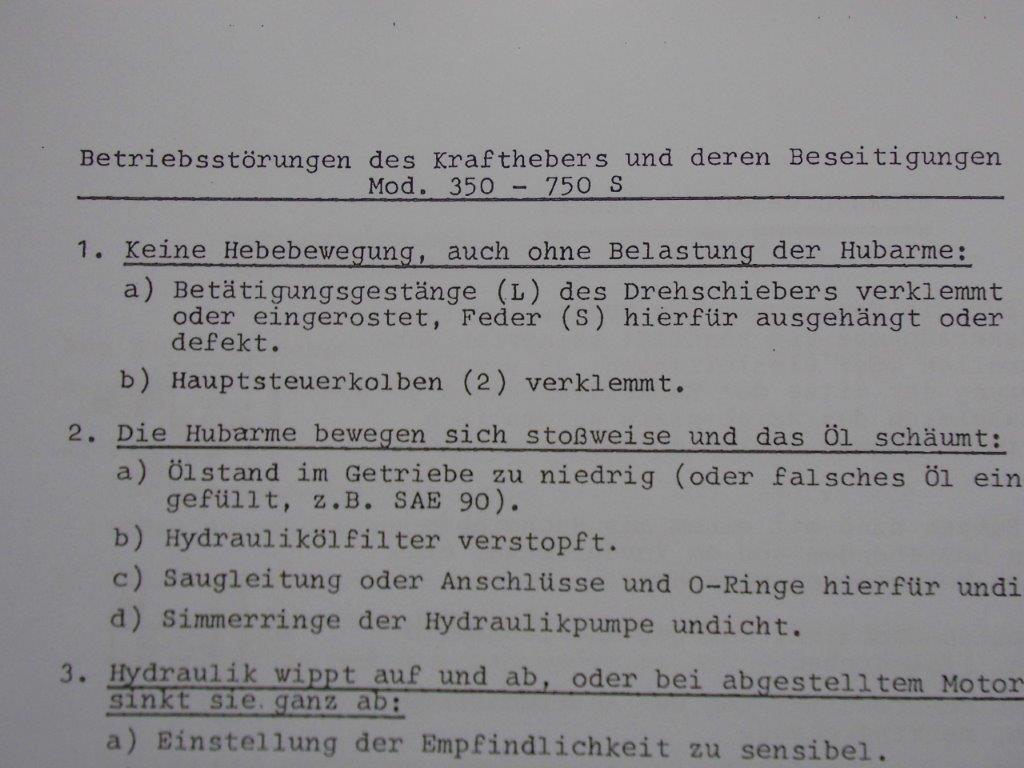 Betriebsstörungen des Krafthebers und deren Beseitigungen
Mod. 350 - 750 S
1. Keine Hebebewegung, auch ohne Belastung der Hubarme:
a) Betätigungsgestänge (L) des Drehschiebers verklemmt
oder eingerostet, Feder (S) hierfür ausgehängt oder
defekt.
b) Hauptsteuerkolben (2) verklemmt.
2. Die Hubarme bewegen sich stoßweise und das Öl schäumt:
a) Ölstand im Getriebe zu niedrig (oder falsches Öl ein
gefüllt, z.B. SAE 90).
b) Hydraulikölfilter verstopft.
c) Saugleitung oder Anschlüsse und O-Ringe hierfür undi
d) Simmerringe der Hydraulikpumpe undicht.
3. Hydraulik wippt auf und ab, oder bei abgestelltem Motor
sinkt sie ganz ab:
a) Einstellung der Empfindlichkeit zu sensibel.